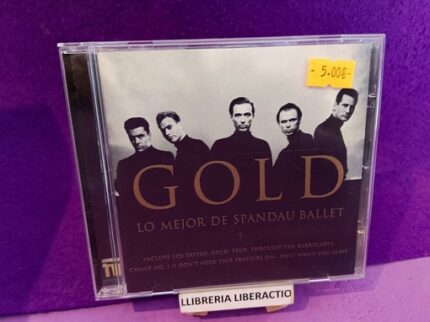 - 5.00€-
GOLD
LO MEJOR DE SPANDAU BALLET
INCLUYE LOS EXITOS: GOLD, TRUE, THROUGH THE BARRICADES,
CHANT NO. 1 (I DON'T NEED THIS PRESSURE ON), ONLY WHEN YOU LEAVE
LLIBRERIA LIBERACTIO